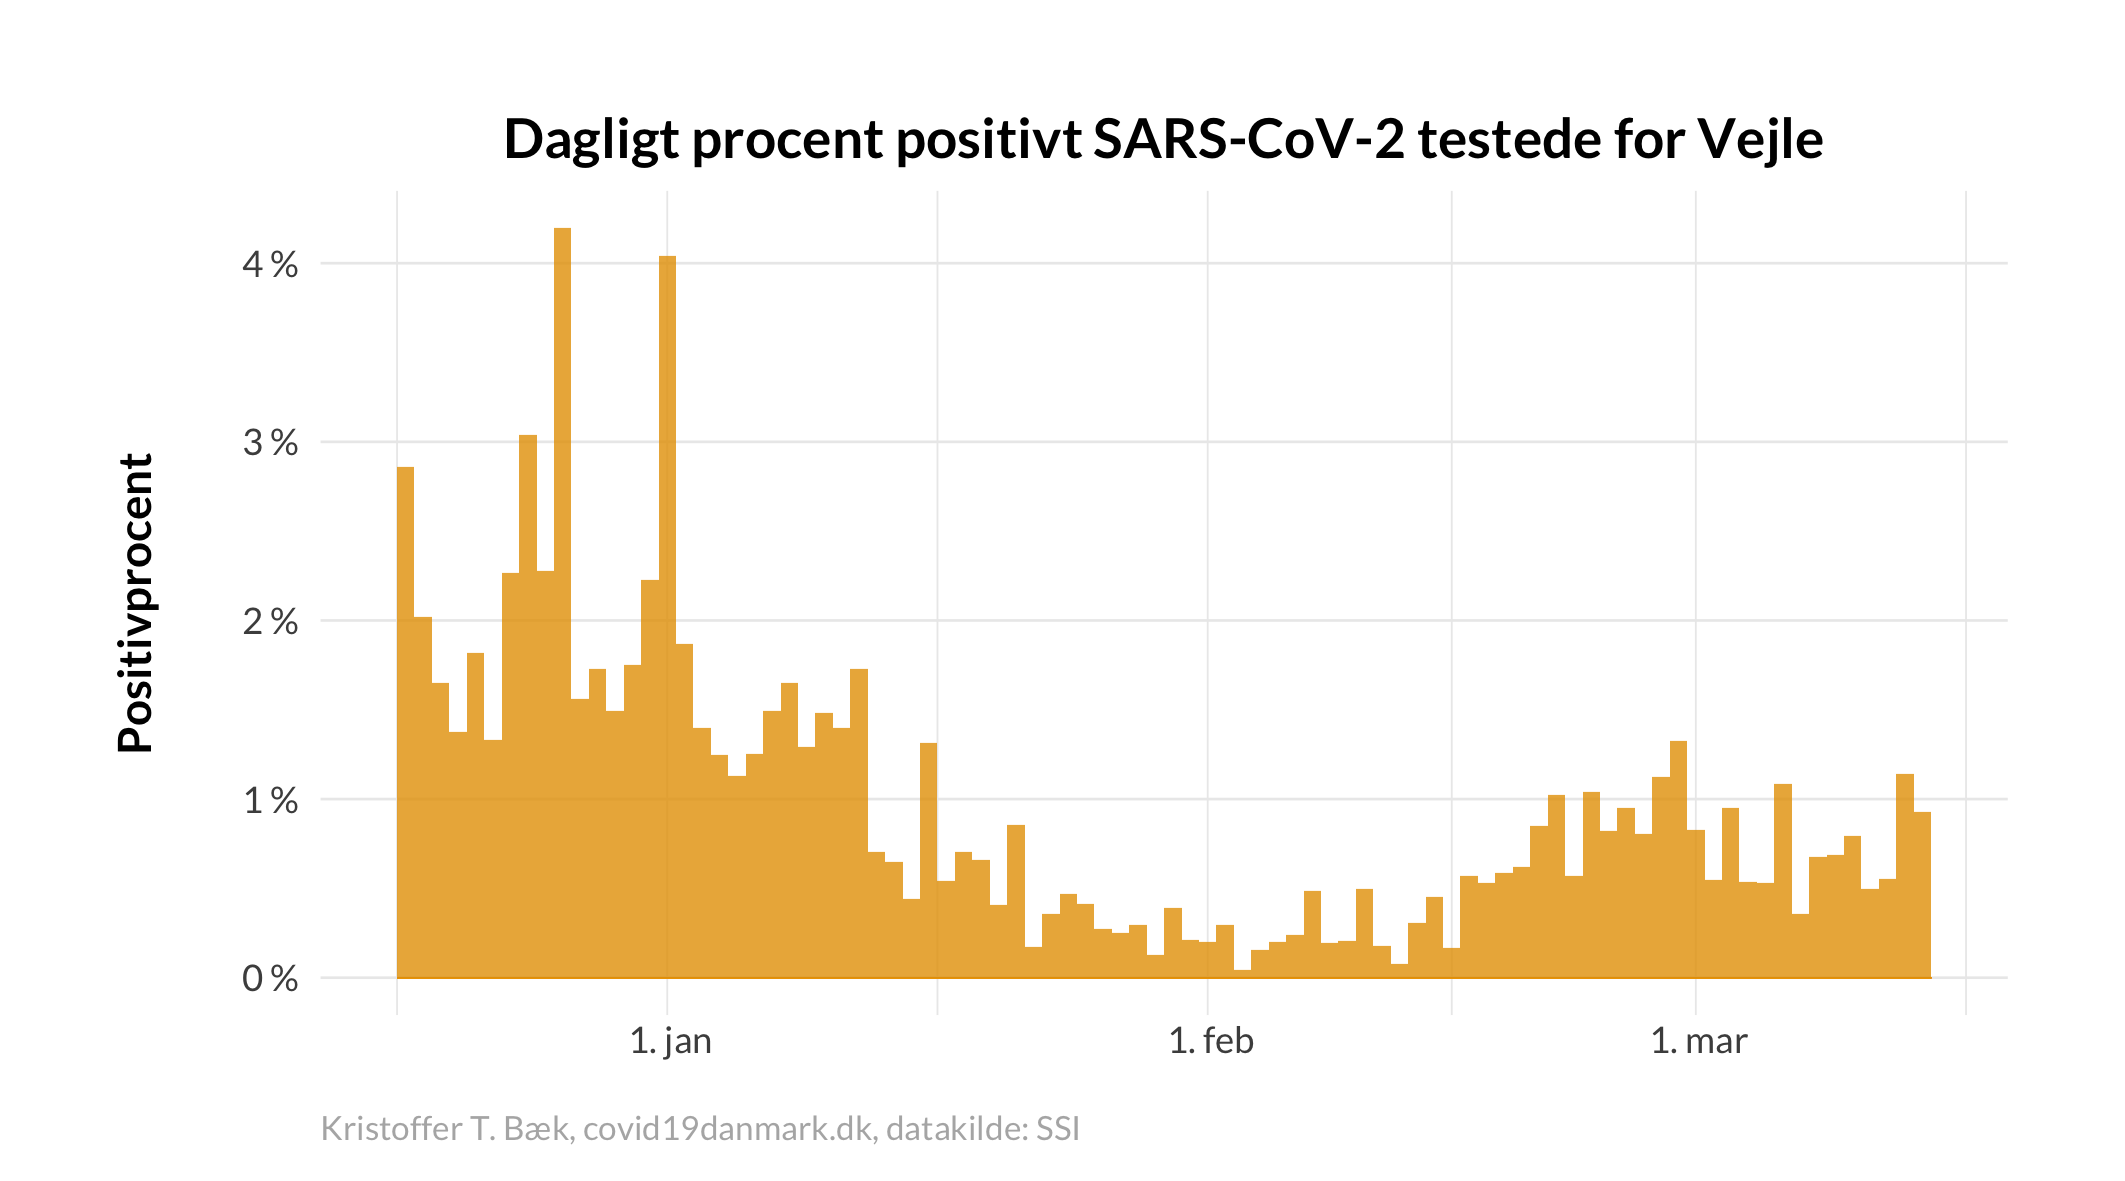 Dagligt procent positivt SARS-CoV-2 testede for Vejle
Positivprocent
4 %
3 %
2 %
1 %
0 %
1. jan
1. feb
1. mar
Kristoffer T. Bæk, covid19danmark.dk, datakilde: SSI